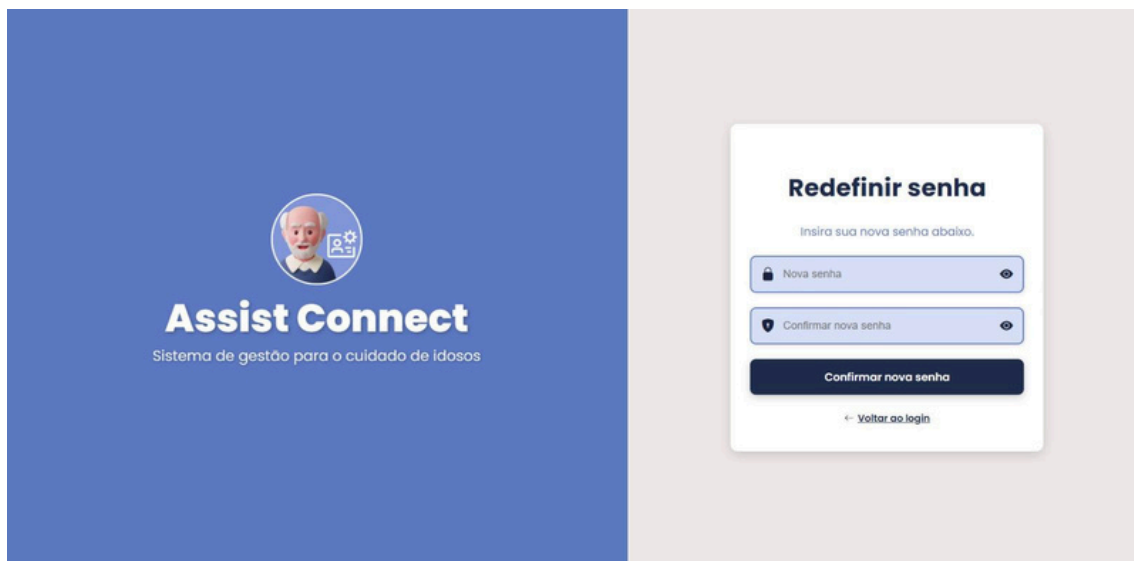 Assist Connect
Sistema de gestão para o cuidado de idosos
Redefinir senha
Insira sua nova senha abaixo.
Nova senha
Confirmar nova senha
Confirmar nova senha
← Voltar ao login